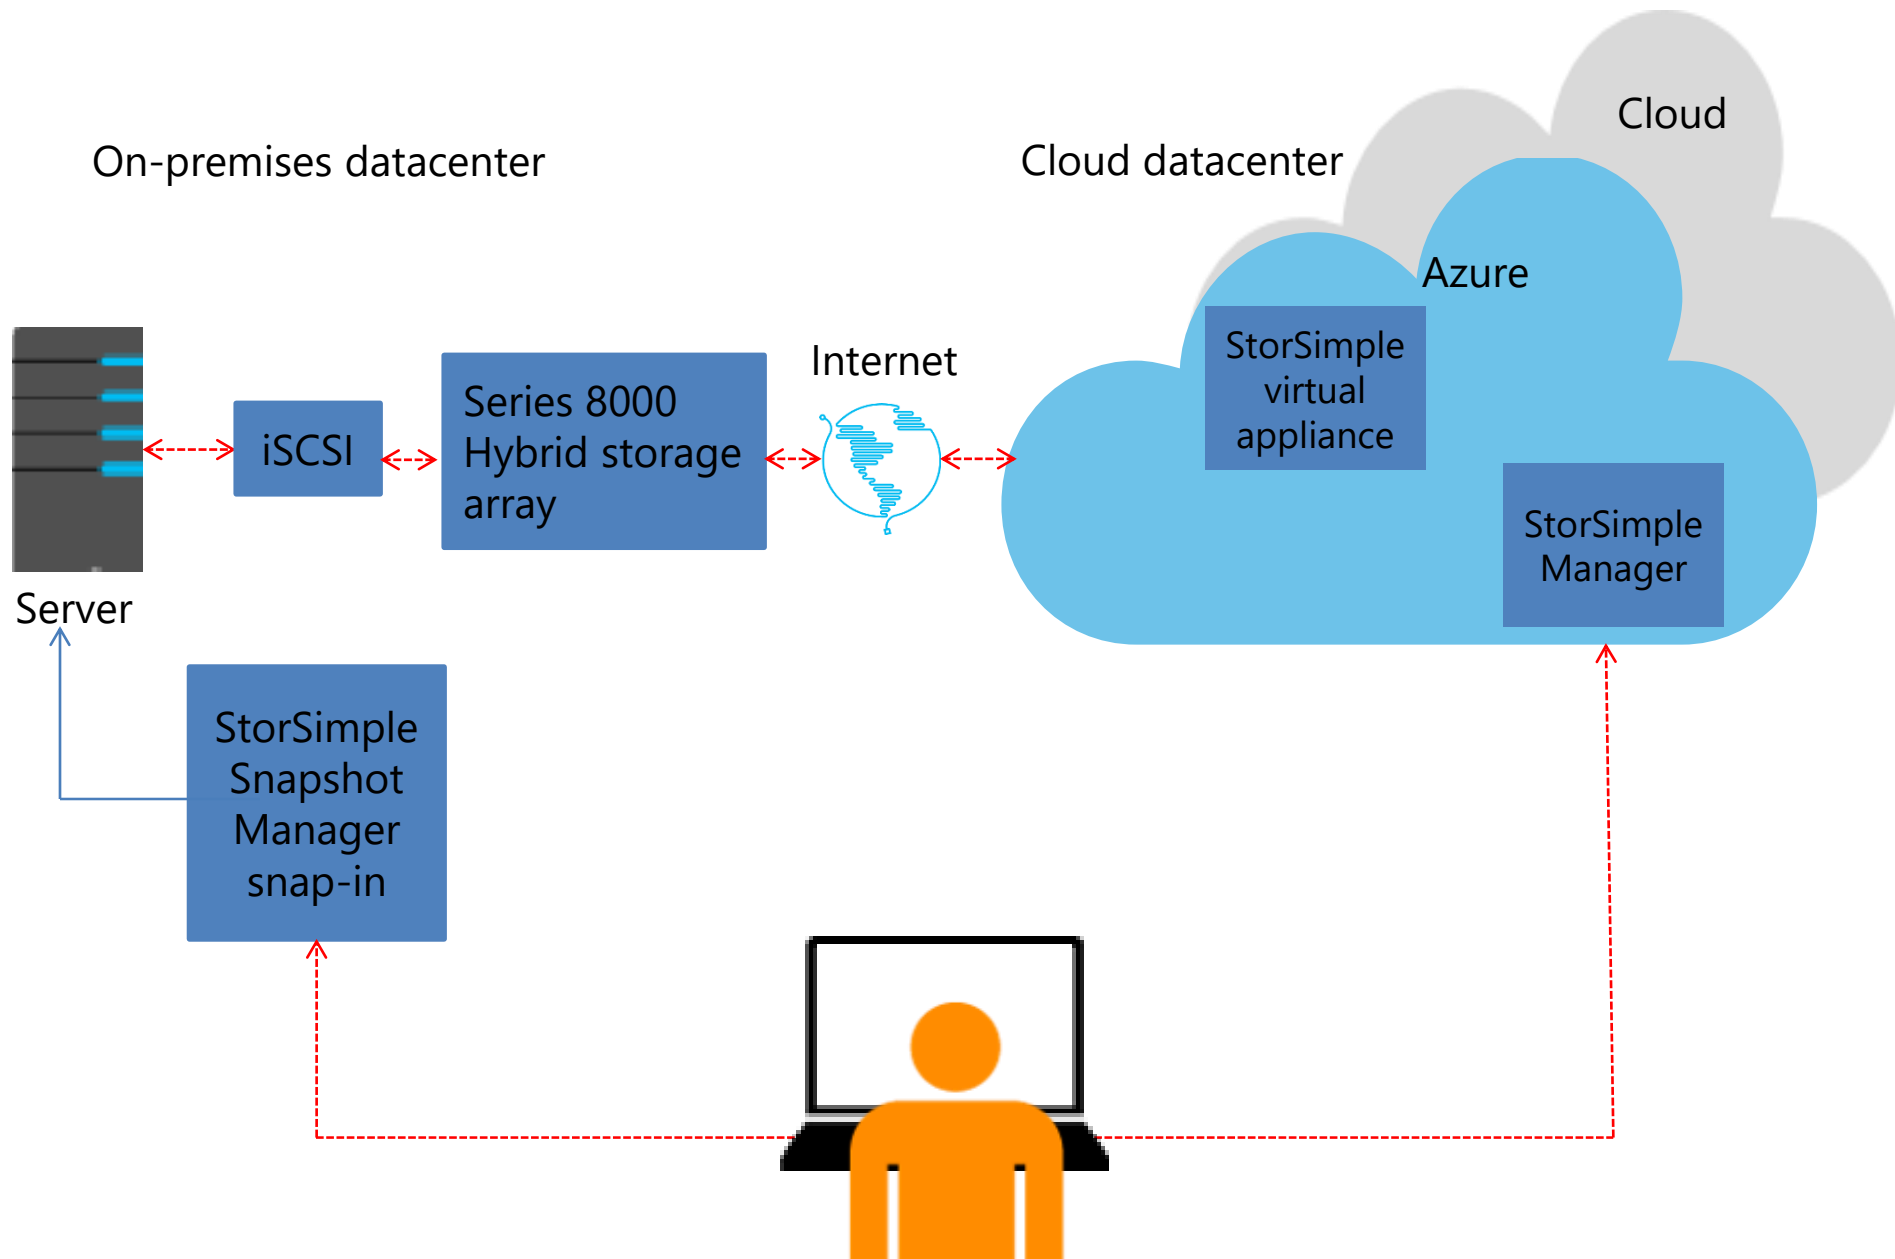 Cloud
On-premises datacenter
Cloud datacenter
Azure
StorSimple
virtual
appliance
Internet
Series 8000
Hybrid storage
array
iSCSI
StorSimple
Manager
Server
StorSimple
Snapshot
Manager
snap-in